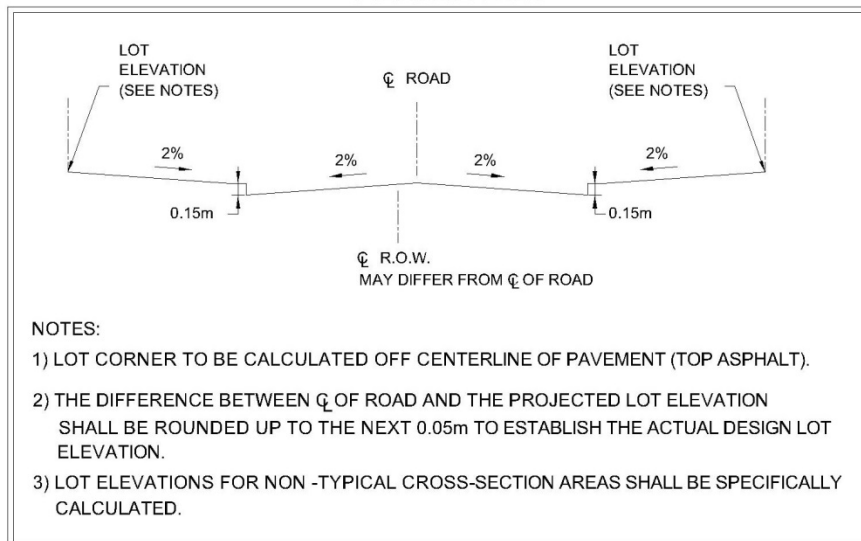 LOT
ELEVATION
(SEE NOTES)
℄ ROAD
LOT
ELEVATION
(SEE NOTES)
2%
2%
2%
2%
0.15m
0.15m
℄ R.O.W.
MAY DIFFER FROM ℄ OF ROAD
NOTES:
1) LOT CORNER TO BE CALCULATED OFF CENTERLINE OF PAVEMENT (TOP ASPHALT).
2) THE DIFFERENCE BETWEEN ℄ OF ROAD AND THE PROJECTED LOT ELEVATION
SHALL BE ROUNDED UP TO THE NEXT 0.05m TO ESTABLISH THE ACTUAL DESIGN LOT
ELEVATION.
3) LOT ELEVATIONS FOR NON -TYPICAL CROSS-SECTION AREAS SHALL BE SPECIFICALLY
CALCULATED.